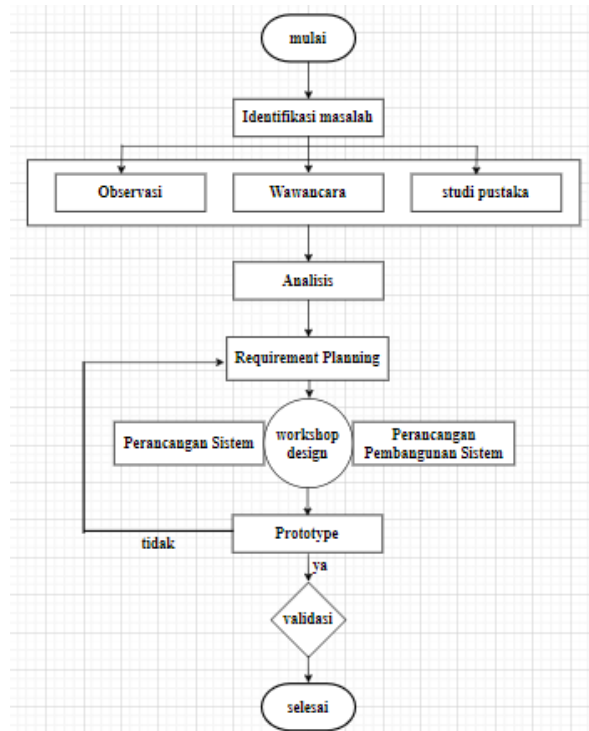 mulai
Identifikasi masalah
Observasi
Wawancara
studi pustaka
Analisis
Requirement Planning
Perancangan Sistem
workshop
design
Perancangan
Pembangunan Sistem
Prototype
tidak
ya
validasi
selesai